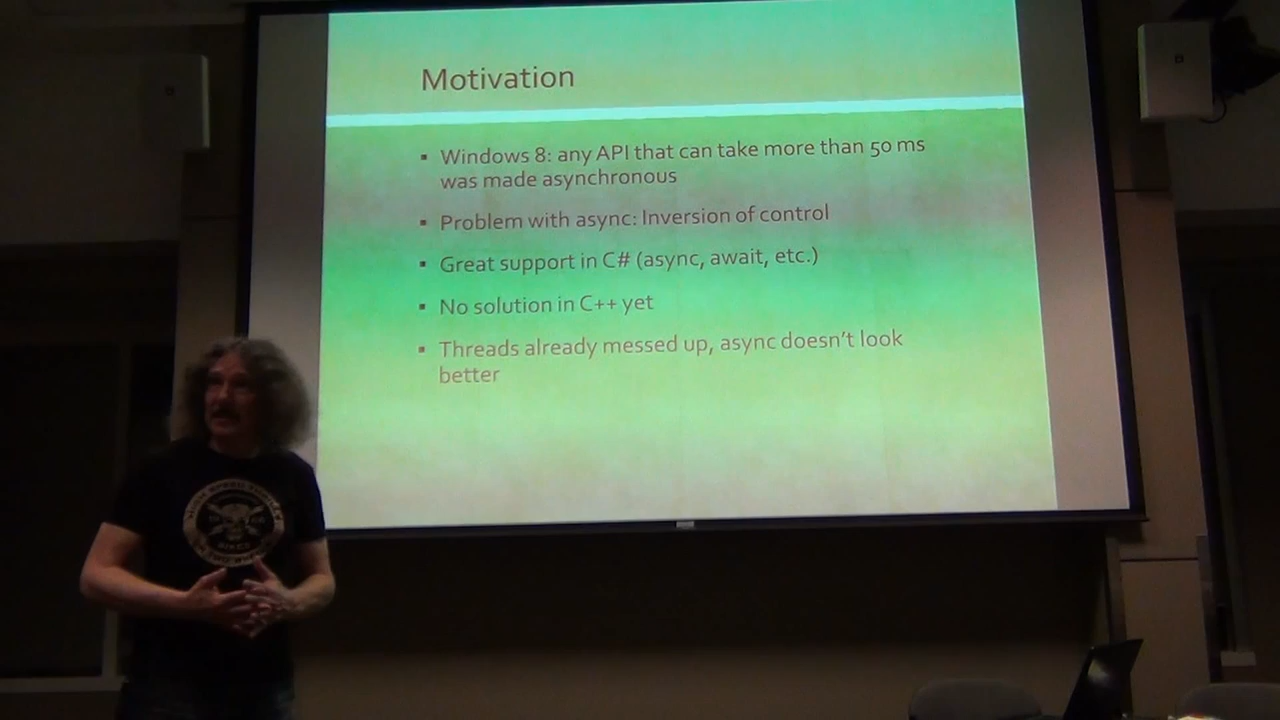 Motivation
▪ Windows 8: any API that can take more than 50 ms
was made asynchronous
▪ Problem with async: Inversion of control
▪ Great support in C# (async, await, etc.)
▪ No solution in C++ yet
▪ Threads already messed up, async doesn't look
better